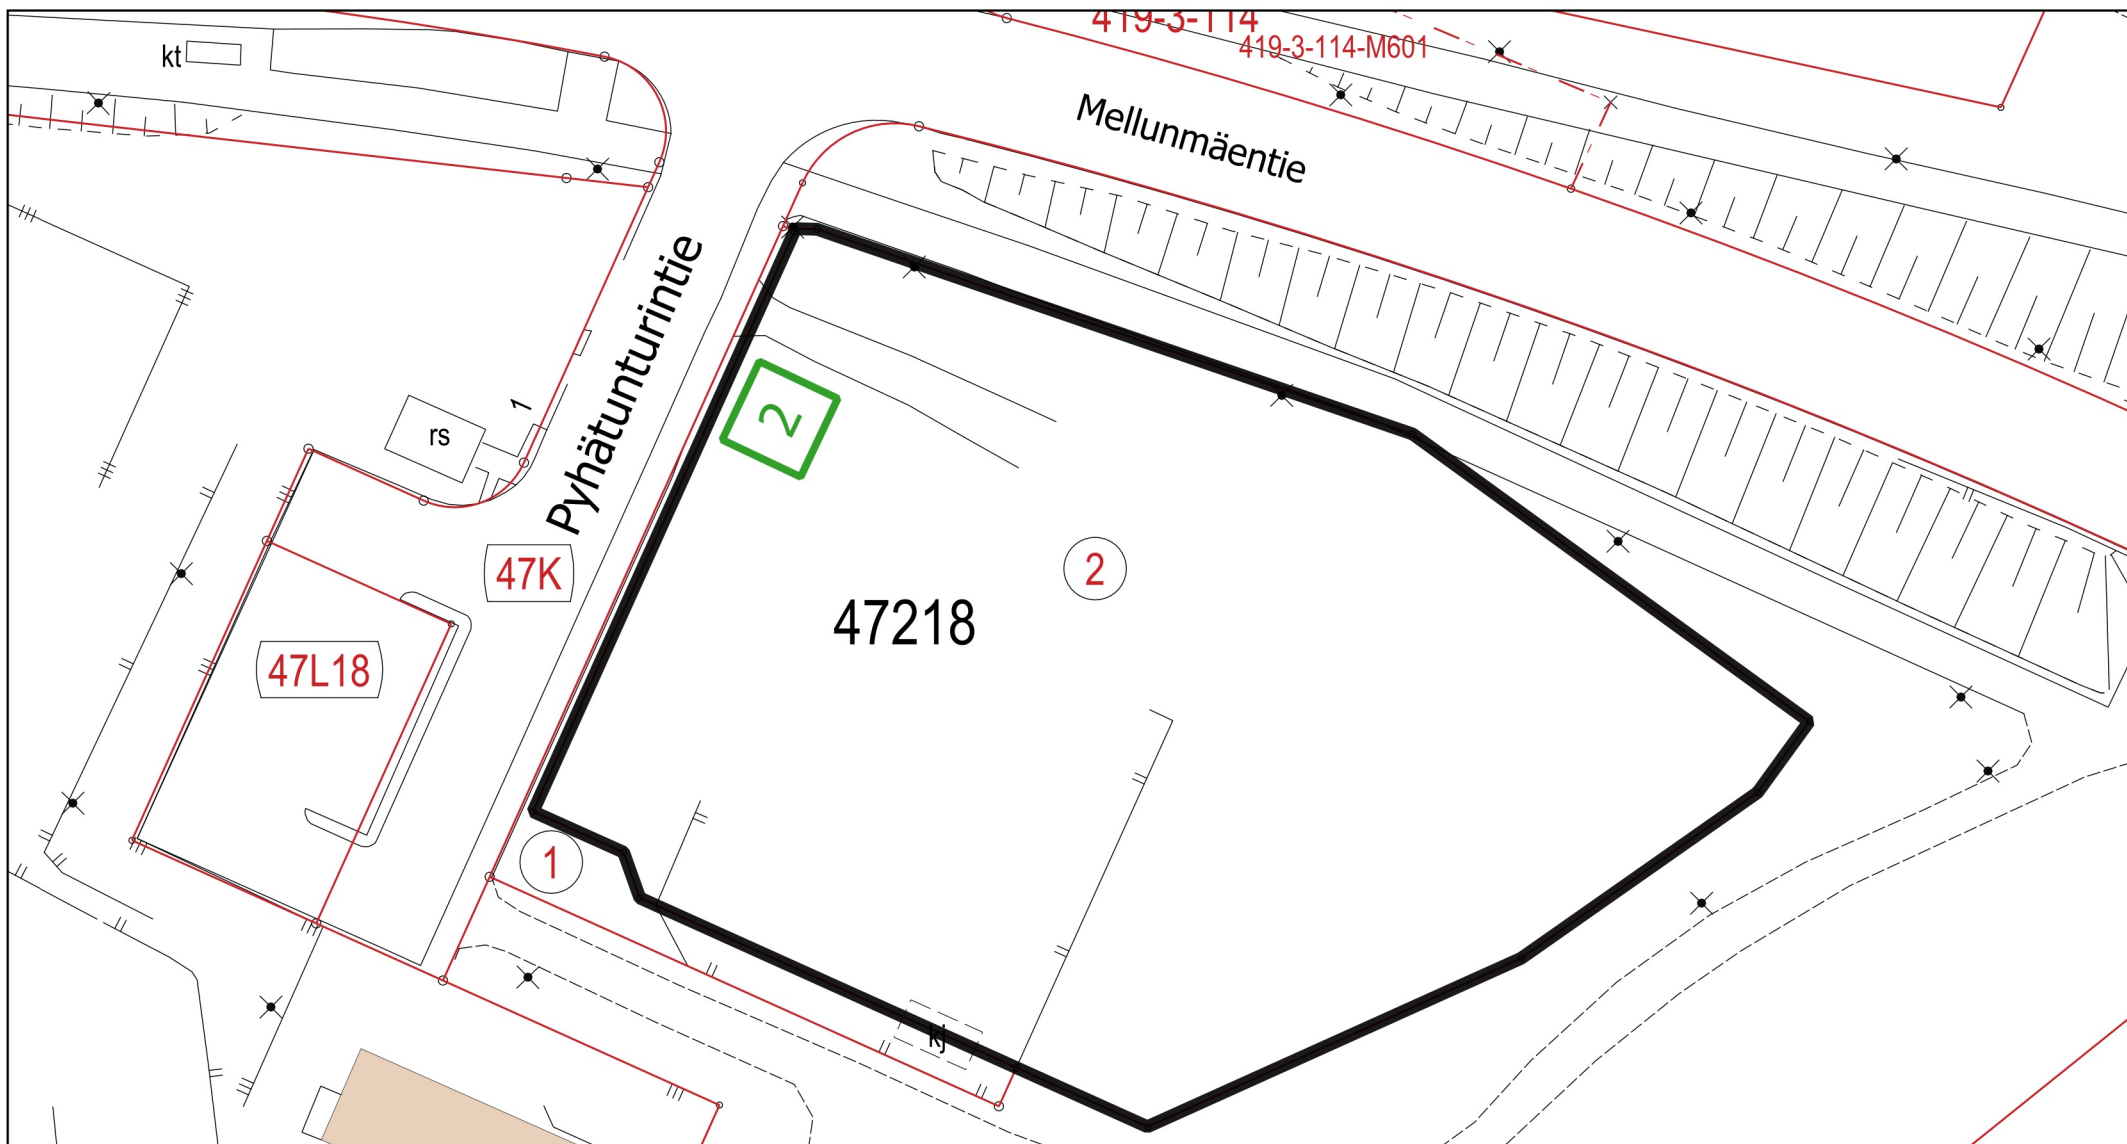 419-3-114
419-3-114-M601
kt
Mellunmäentie
Pyhätunturintie
1
2
rs
47K
2
47218
47L18
1
kj